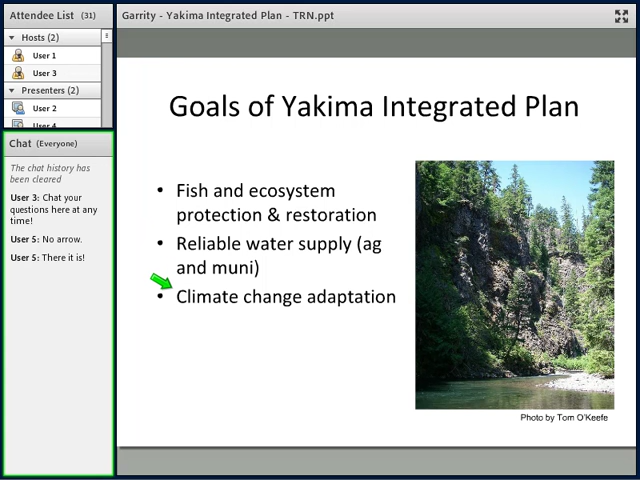 Attendee List (31)
Garrity - Yakima Integrated Plan - TRN.ppt
Hosts (2)
User 1
User 3
Presenters (2)
User 2
User 4
Chat (Everyone)
The chat history has
been cleared
User 3: Chat your
questions here at any
time!
User 5: No arrow.
User 5: There it is!
Goals of Yakima Integrated Plan
• Fish and ecosystem
protection & restoration
• Reliable water supply (ag
and muni)
• Climate change adaptation
Photo by Tom O'Keefe